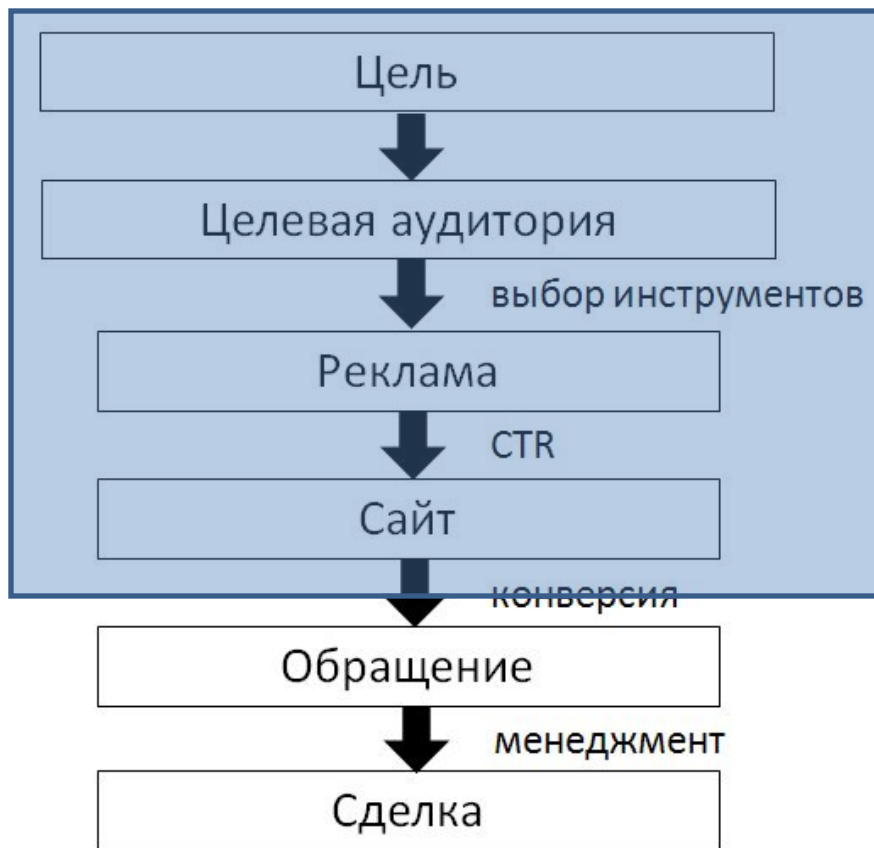 Цель
Целевая аудитория
выбор инструментов
Реклама
CTR
Сайт
конверсия
Обращение
менеджмент
Сделка